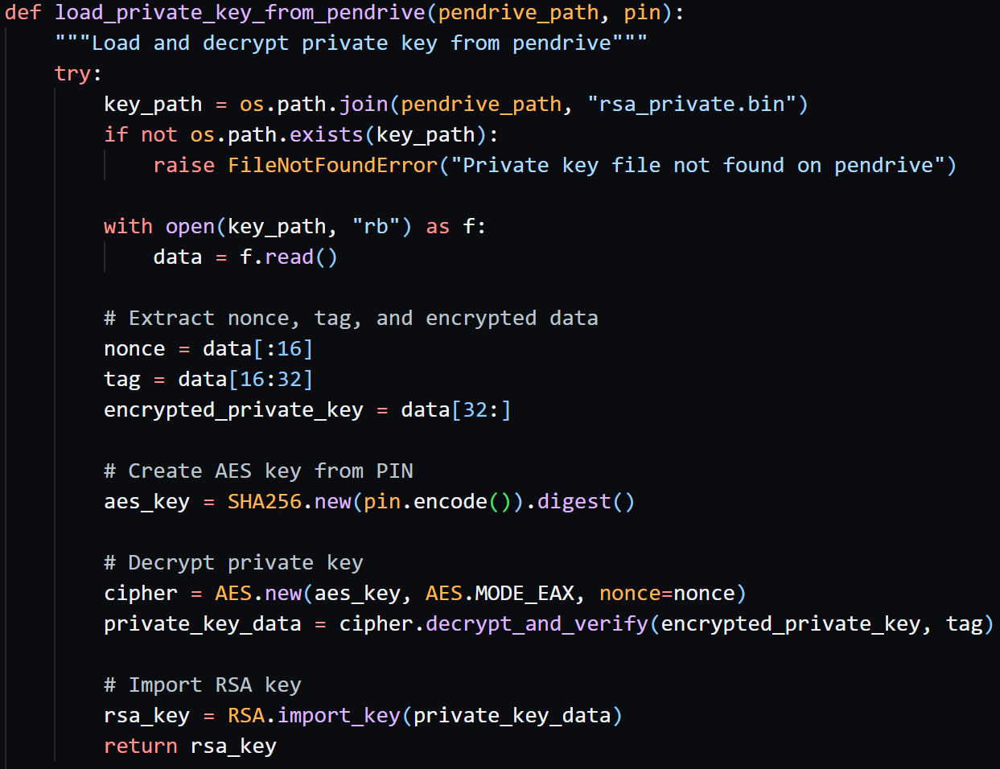 def load_private_key_from_pendrive(pendrive_path, pin):
    """Load and decrypt private key from pendrive"""
    try:
        key_path = os.path.join(pendrive_path, "rsa_private.bin")
        if not os.path.exists(key_path):
            raise FileNotFoundError("Private key file not found on pendrive")

        with open(key_path, "rb") as f:
            data = f.read()

        # Extract nonce, tag, and encrypted data
        nonce = data[:16]
        tag = data[16:32]
        encrypted_private_key = data[32:]

        # Create AES key from PIN
        aes_key = SHA256.new(pin.encode()).digest()

        # Decrypt private key
        cipher = AES.new(aes_key, AES.MODE_EAX, nonce=nonce)
        private_key_data = cipher.decrypt_and_verify(encrypted_private_key, tag)

        # Import RSA key
        rsa_key = RSA.import_key(private_key_data)
        return rsa_key